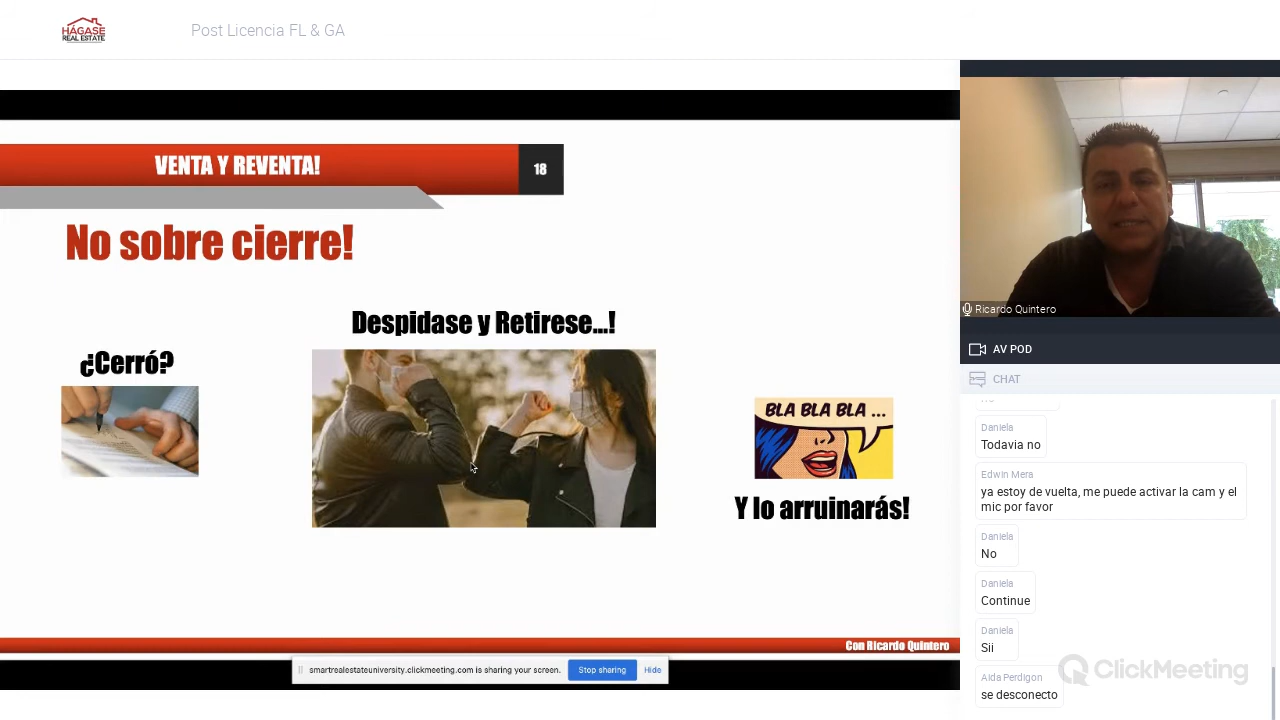 HÁGASE
REAL ESTATE
Post Licencia FL & GA
VENTA Y REVENTA!
18
No sobre cierre!
Despidase y Retirese...!
¿Cerró?
BLA BLA BLA ...
Y lo arruinarás!
Con Ricardo Quintero
smartrealestateuniversity.clickmeeting.com is sharing your screen.
Stop sharing
Hide
Ricardo Quintero
AV POD
CHAT
Daniela
Todavia no
Edwin Mera
ya estoy de vuelta, me puede activar la cam y el
mic por favor
Daniela
No
Daniela
Continue
Daniela
Sii
Aida Perdigon
se desconecto
ClickMeeting